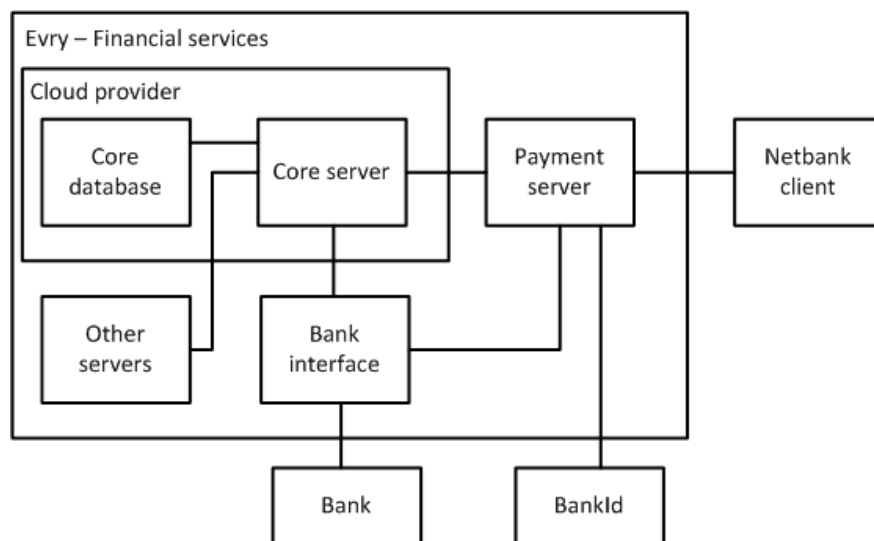 Evry – Financial services
Cloud provider
Core
database
Core server
Payment
server
Netbank
client
Other
servers
Bank
interface
Bank
BankId